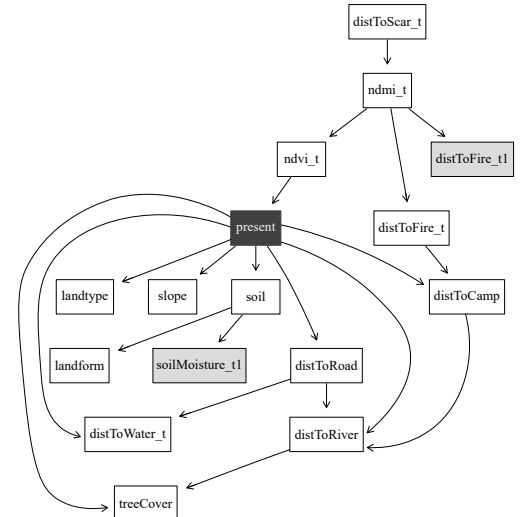 distToScar_t
ndmi_t
ndvi_t
distToFire_t1
present
distToFire_t
landtype
slope
soil
distToCamp
landform
soilMoisture_t1
distToRoad
distToWater_t
distToRiver
treeCover